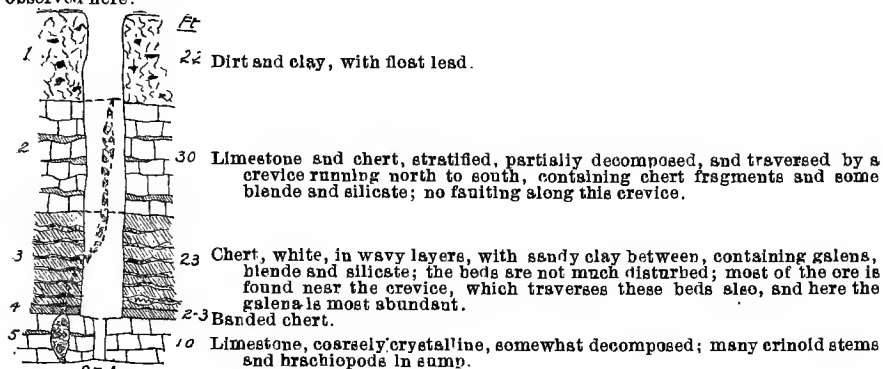 observed here.
Ft
1
22 Dirt and clay, with float lead.
2
30 Limestone and chert, stratified, partially decomposed, and traversed by a
crevice running north to south, containing chert fragments and some
blende and silicate; no faulting along this crevice.
3
23 Chert, white, in wavy layers, with sandy clay between, containing galena,
blende and silicate; the beds are not much disturbed; most of the ore is
found near the crevice, which traverses these beds also, and here the
galena is most abundant.
4
2-3 Banded chert.
5
10 Limestone, coarsely crystalline, somewhat decomposed; many crinoid stems
and brachiopods in sump.